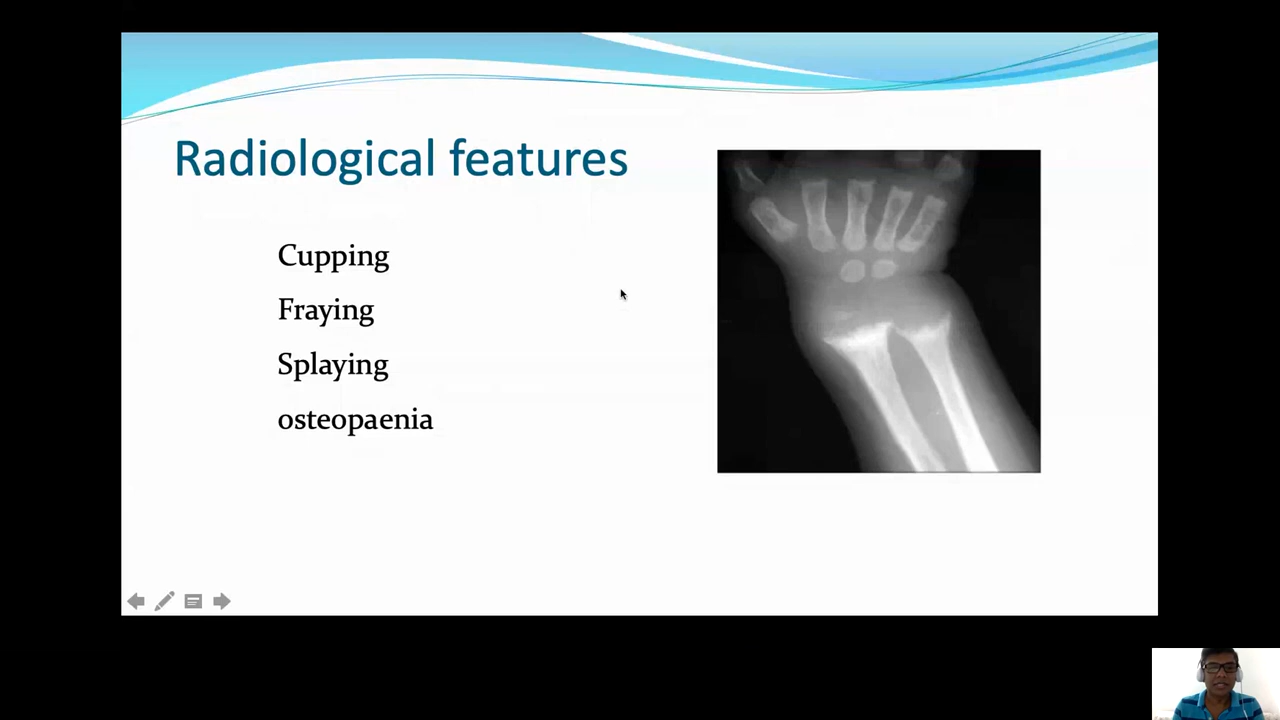 Radiological features
Cupping
Fraying
Splaying
osteopaenia